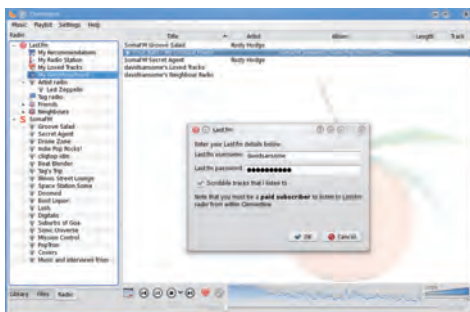 Clementine
Music Playlist Settings Help
Radio
Title Artist Album Length Track
Last.fm
My Recommendations
My Radio Station
My Loved Tracks
My Neighbourhood
Artist radio
Led Zeppelin
Tag radio
Friends
Neighbours
SomaFM
Groove Salad
Secret Agent
Drone Zone
Indie Pop Rocks!
cliqhop idm
Beat Blender
Tag's Trip
Illinois Street Lounge
Space Station Soma
Doomed
Boot Liquor
Lush
Digitalis
Suburbs of Goa
Sonic Universe
Mission Control
PopTron
Covers
SomaFM Groove Salad Rusty Hodge
SomaFM Secret Agent Rusty Hodge
davidsansome's Loved Tracks
davidsansome's Neighbour Radio
Last.fm
Enter your Last.fm details below:
Last.fm username davidsansome
Last.fm password
Scrobble tracks that I listen to
Note that you must be a paid subscriber to listen to Last.fm
radio from within Clementine
OK Cancel
Library Files Radio